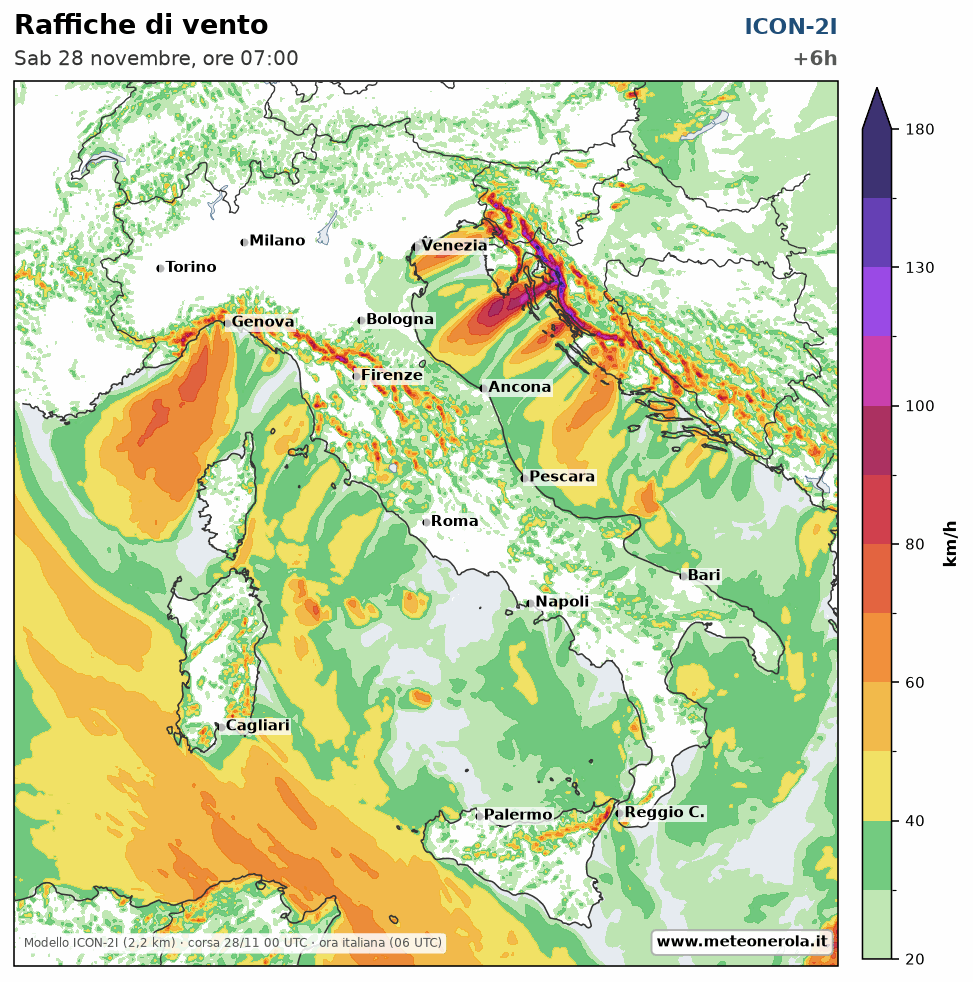 Raffiche di vento
ICON-2I
Sab 28 novembre, ore 07:00
+6h
180
130
100
80
60
40
20
km/h
Venezia
Milano
Torino
Genova
Bologna
Firenze
Ancona
Pescara
Roma
Bari
Napoli
Cagliari
Palermo
Reggio C.
Modello ICON-2I (2,2 km) · corsa 28/11 00 UTC · ora italiana (06 UTC)
www.meteonerola.it